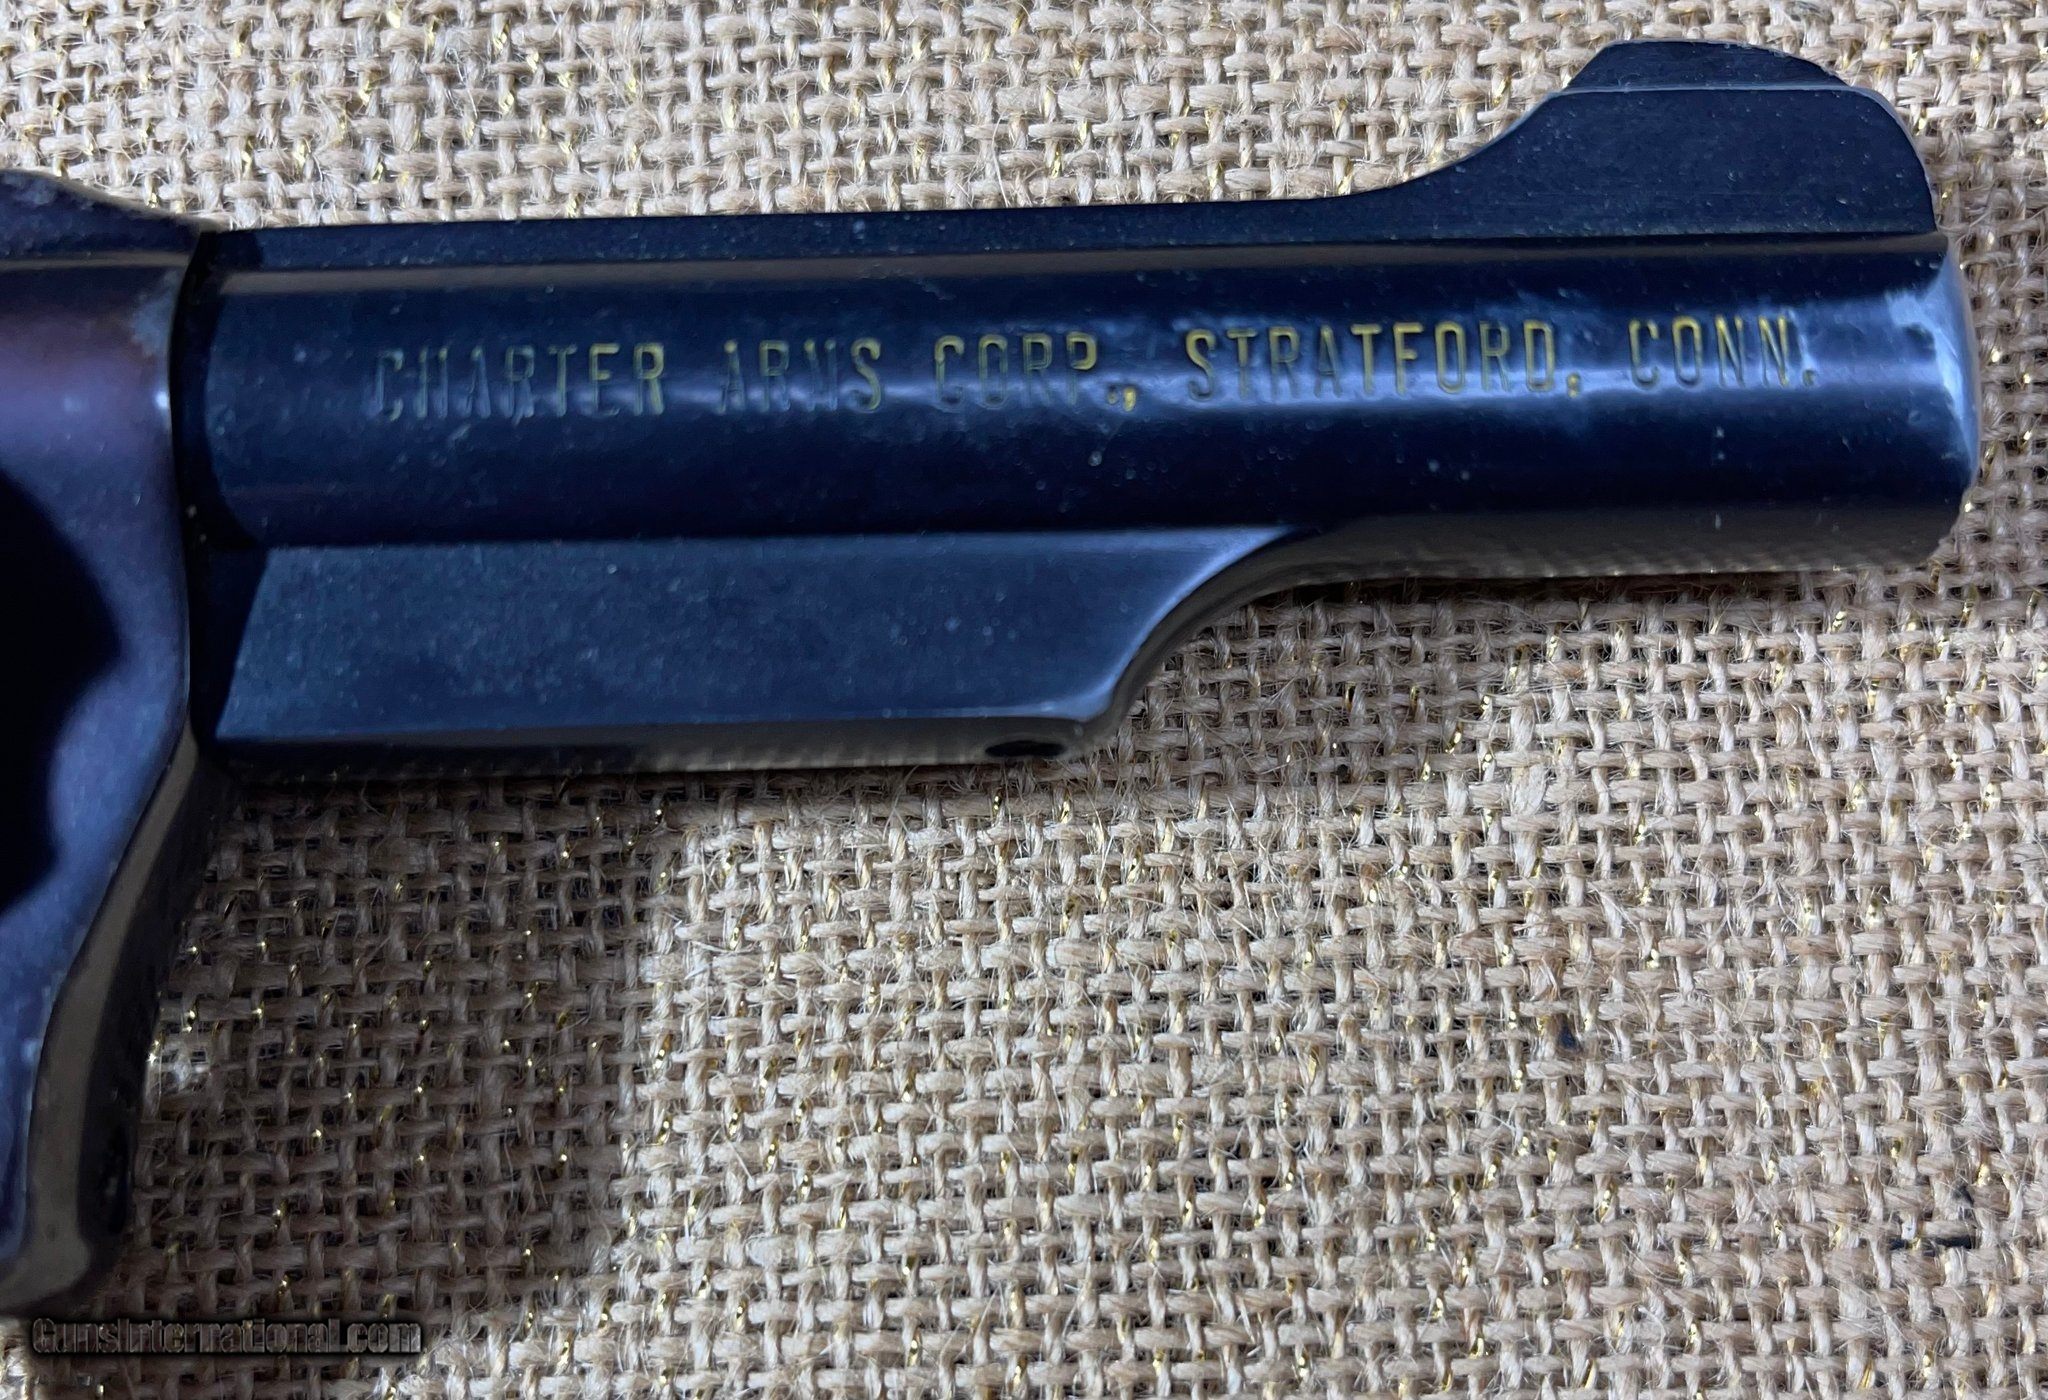 CHARTER ARMS CORP., STRATFORD, CONN.
GunsInternational.com